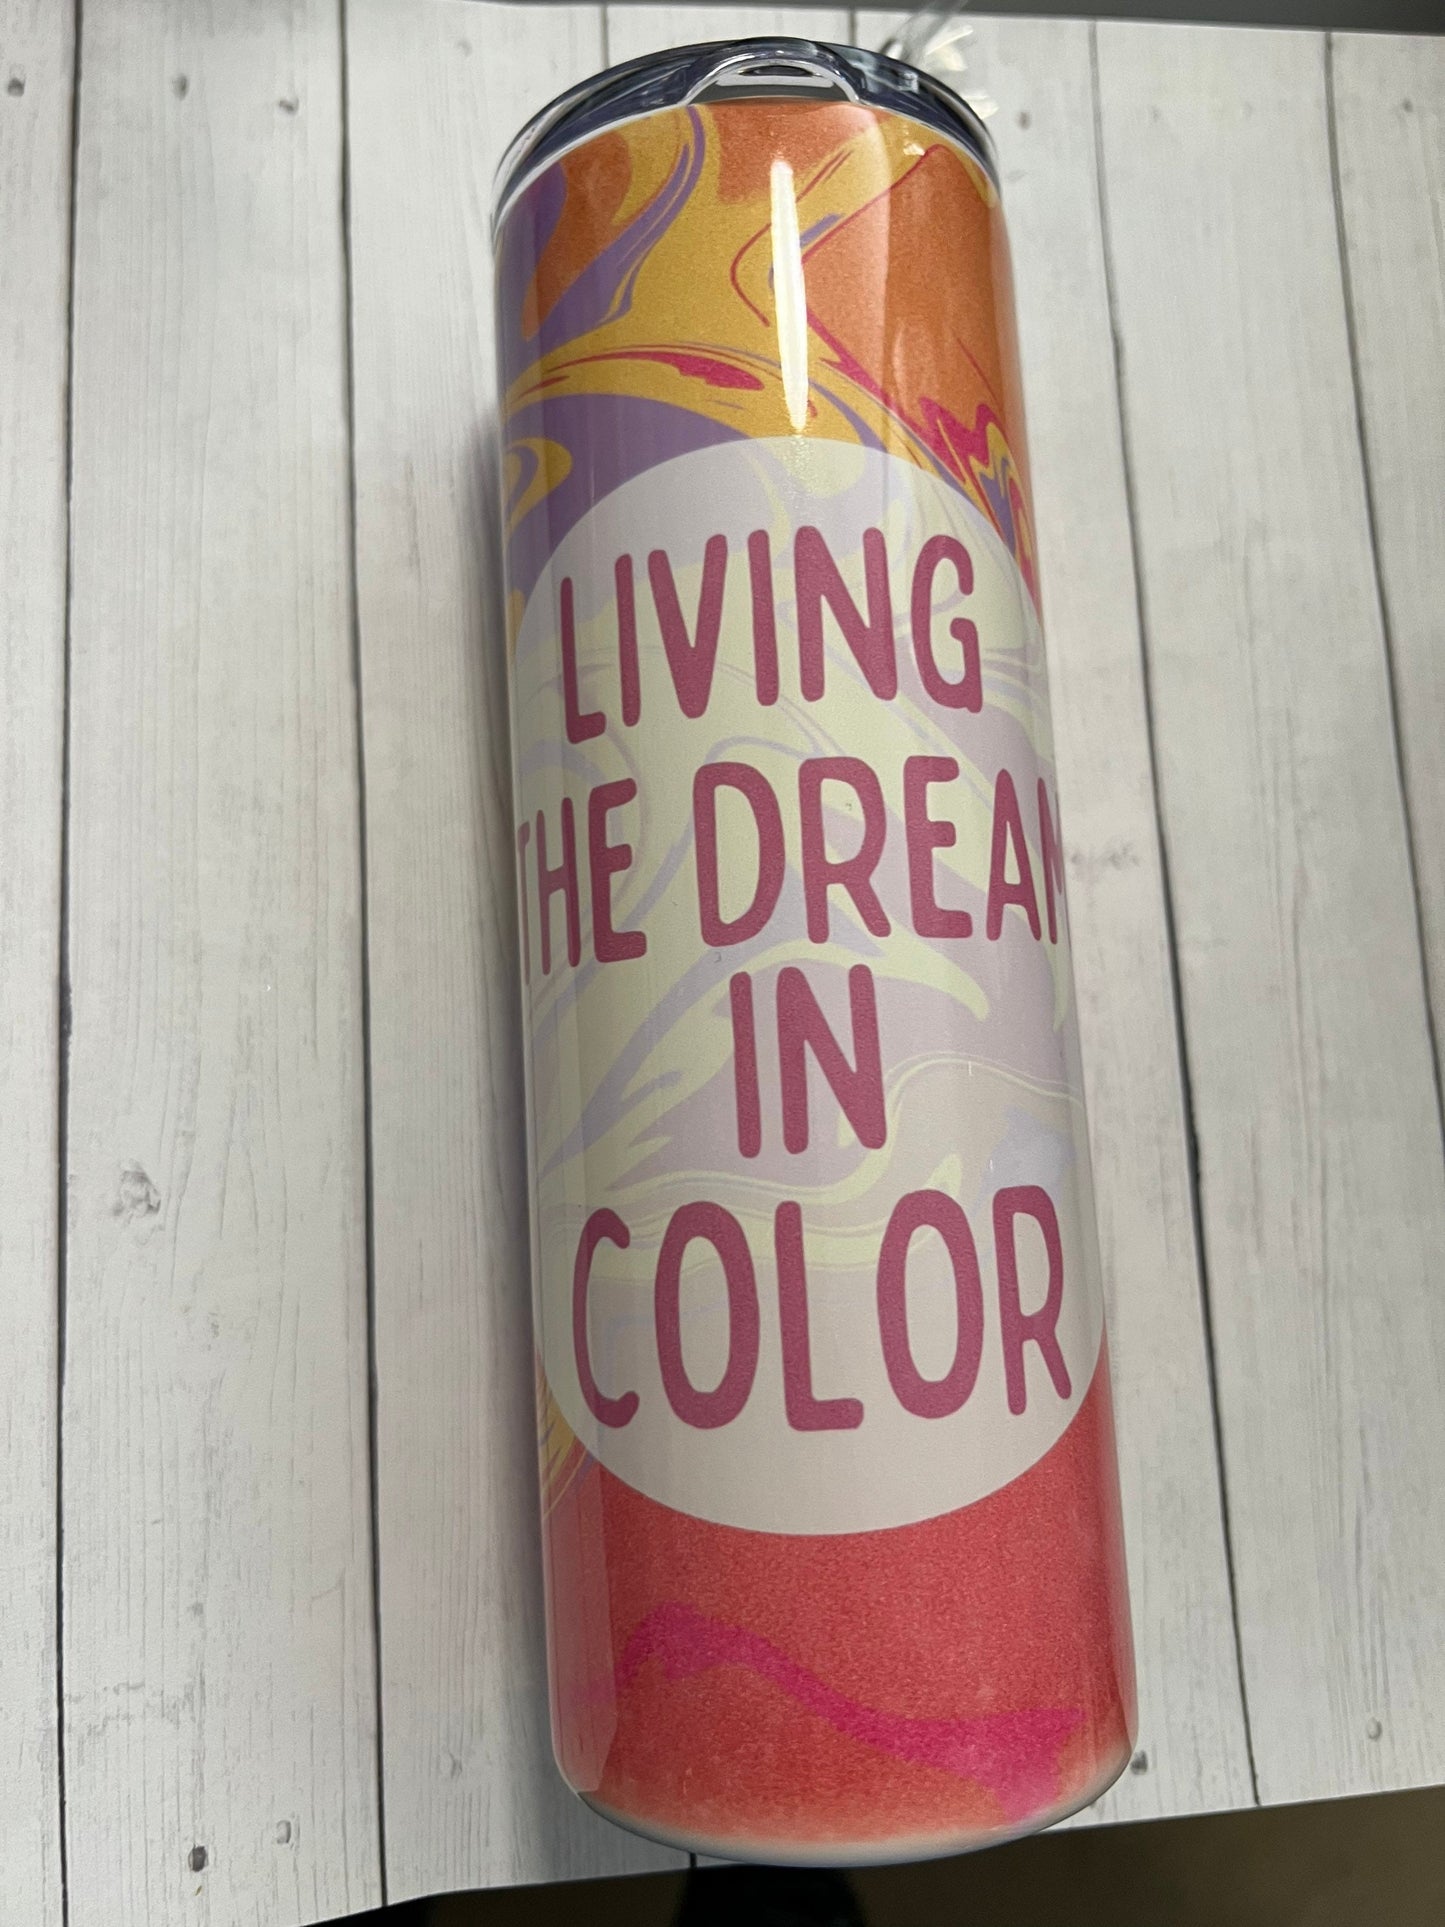 LIVING
THE DREAM
IN
COLOR